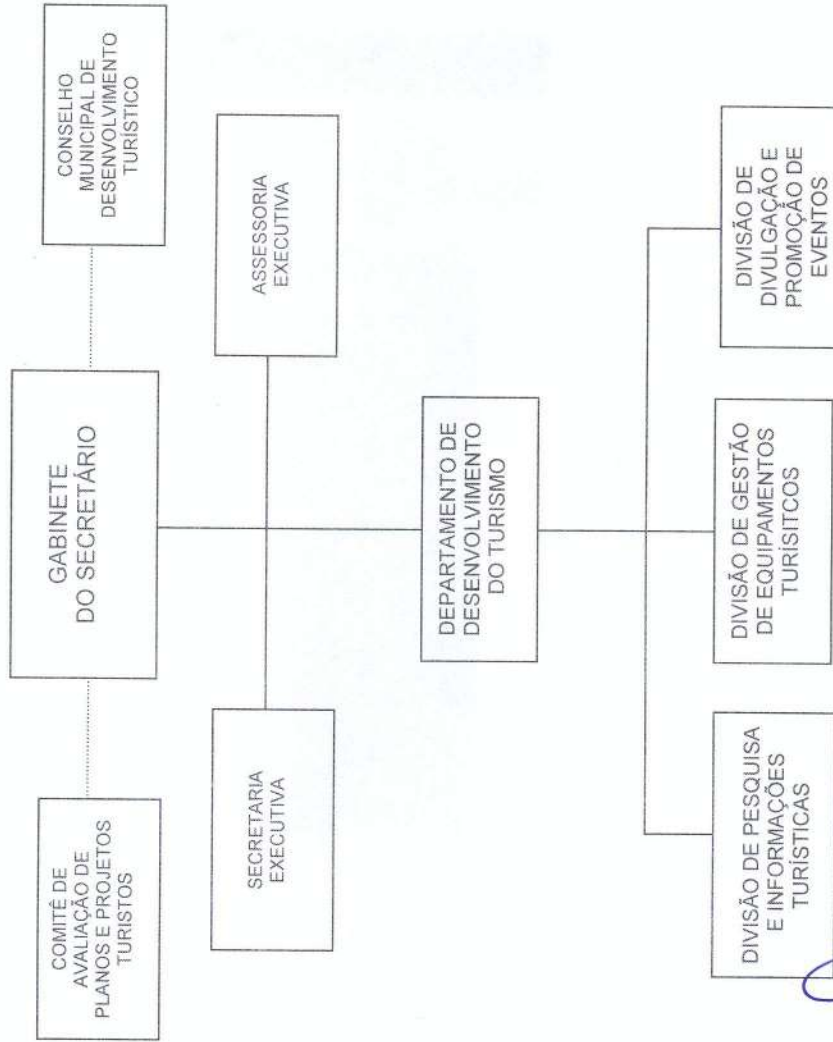 COMITÊ DE
AVALIAÇÃO DE
PLANOS E PROJETOS
TURISTOS
GABINETE
DO SECRETÁRIO
CONSELHO
MUNICIPAL DE
DESENVOLVIMENTO
TURÍSTICO
SECRETARIA
EXECUTIVA
ASSESSORIA
EXECUTIVA
DEPARTAMENTO DE
DESENVOLVIMENTO
DO TURISMO
DIVISÃO DE PESQUISA
E INFORMAÇÕES
TURÍSTICAS
DIVISÃO DE GESTÃO
DE EQUIPAMENTOS
TURÍSITCOS
DIVISÃO DE
DIVULGAÇÃO E
PROMOÇÃO DE
EVENTOS